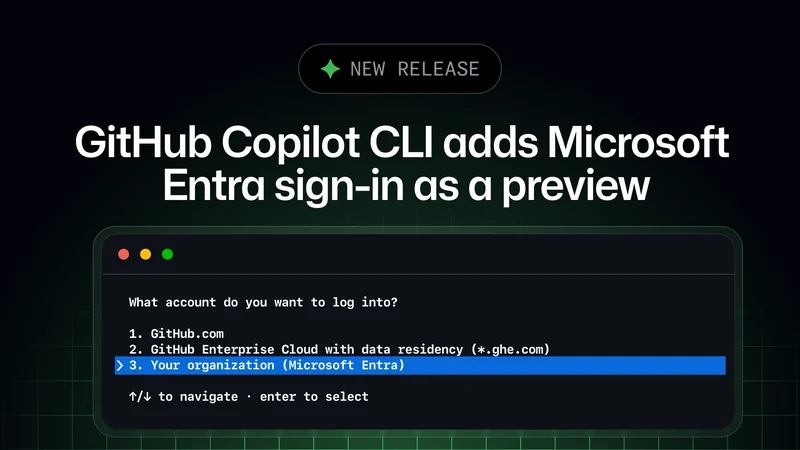 NEW RELEASE
GitHub Copilot CLI adds Microsoft
Entra sign-in as a preview
What account do you want to log into?
1. GitHub.com
2. GitHub Enterprise Cloud with data residency (*.ghe.com)
❯ 3. Your organization (Microsoft Entra)
↑/↓ to navigate · enter to select